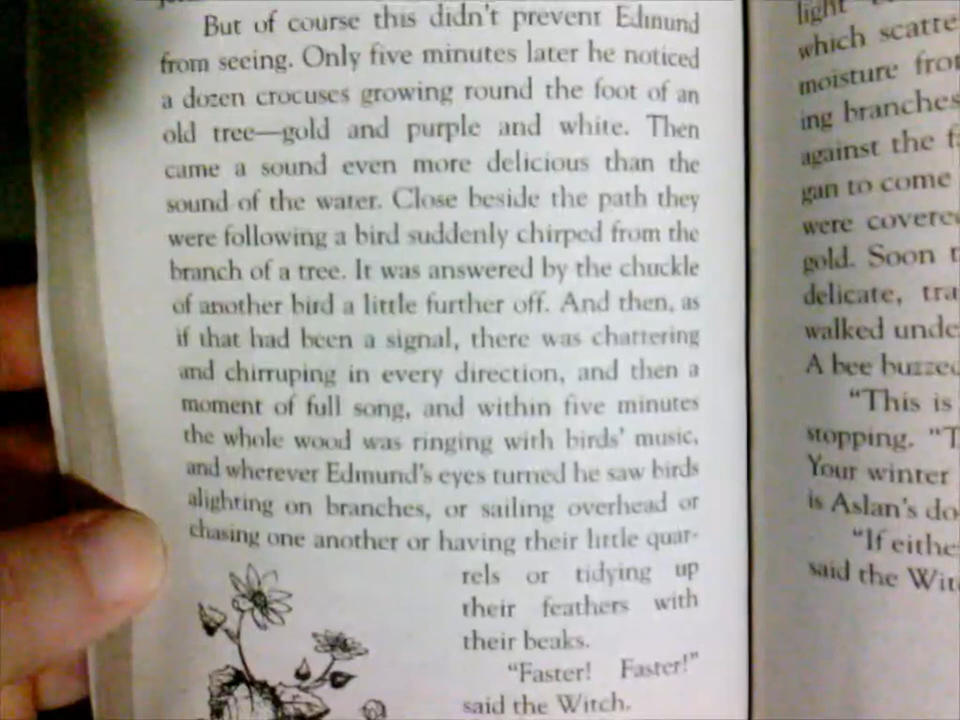 But of course this didn't prevent Edmund
from seeing. Only five minutes later he noticed
a dozen crocuses growing round the foot of an
old tree—gold and purple and white. Then
came a sound even more delicious than the
sound of the water. Close beside the path they
were following a bird suddenly chirped from the
branch of a tree. It was answered by the chuckle
of another bird a little further off. And then, as
if that had been a signal, there was chattering
and chirruping in every direction, and then a
moment of full song, and within five minutes
the whole wood was ringing with birds' music,
and wherever Edmund's eyes turned he saw birds
alighting on branches, or sailing overhead or
chasing one another or having their little quar-
rels or tidying up
their feathers with
their beaks.
"Faster! Faster!"
said the Witch.
light
which scatte
moisture fro
ing branches
against the
gan to come
were covere
gold. Soon
delicate, tra
walked unde
A bee buzzed
"This is
stopping. "T
Your winter
is Aslan's do
"If eithe
said the Wit